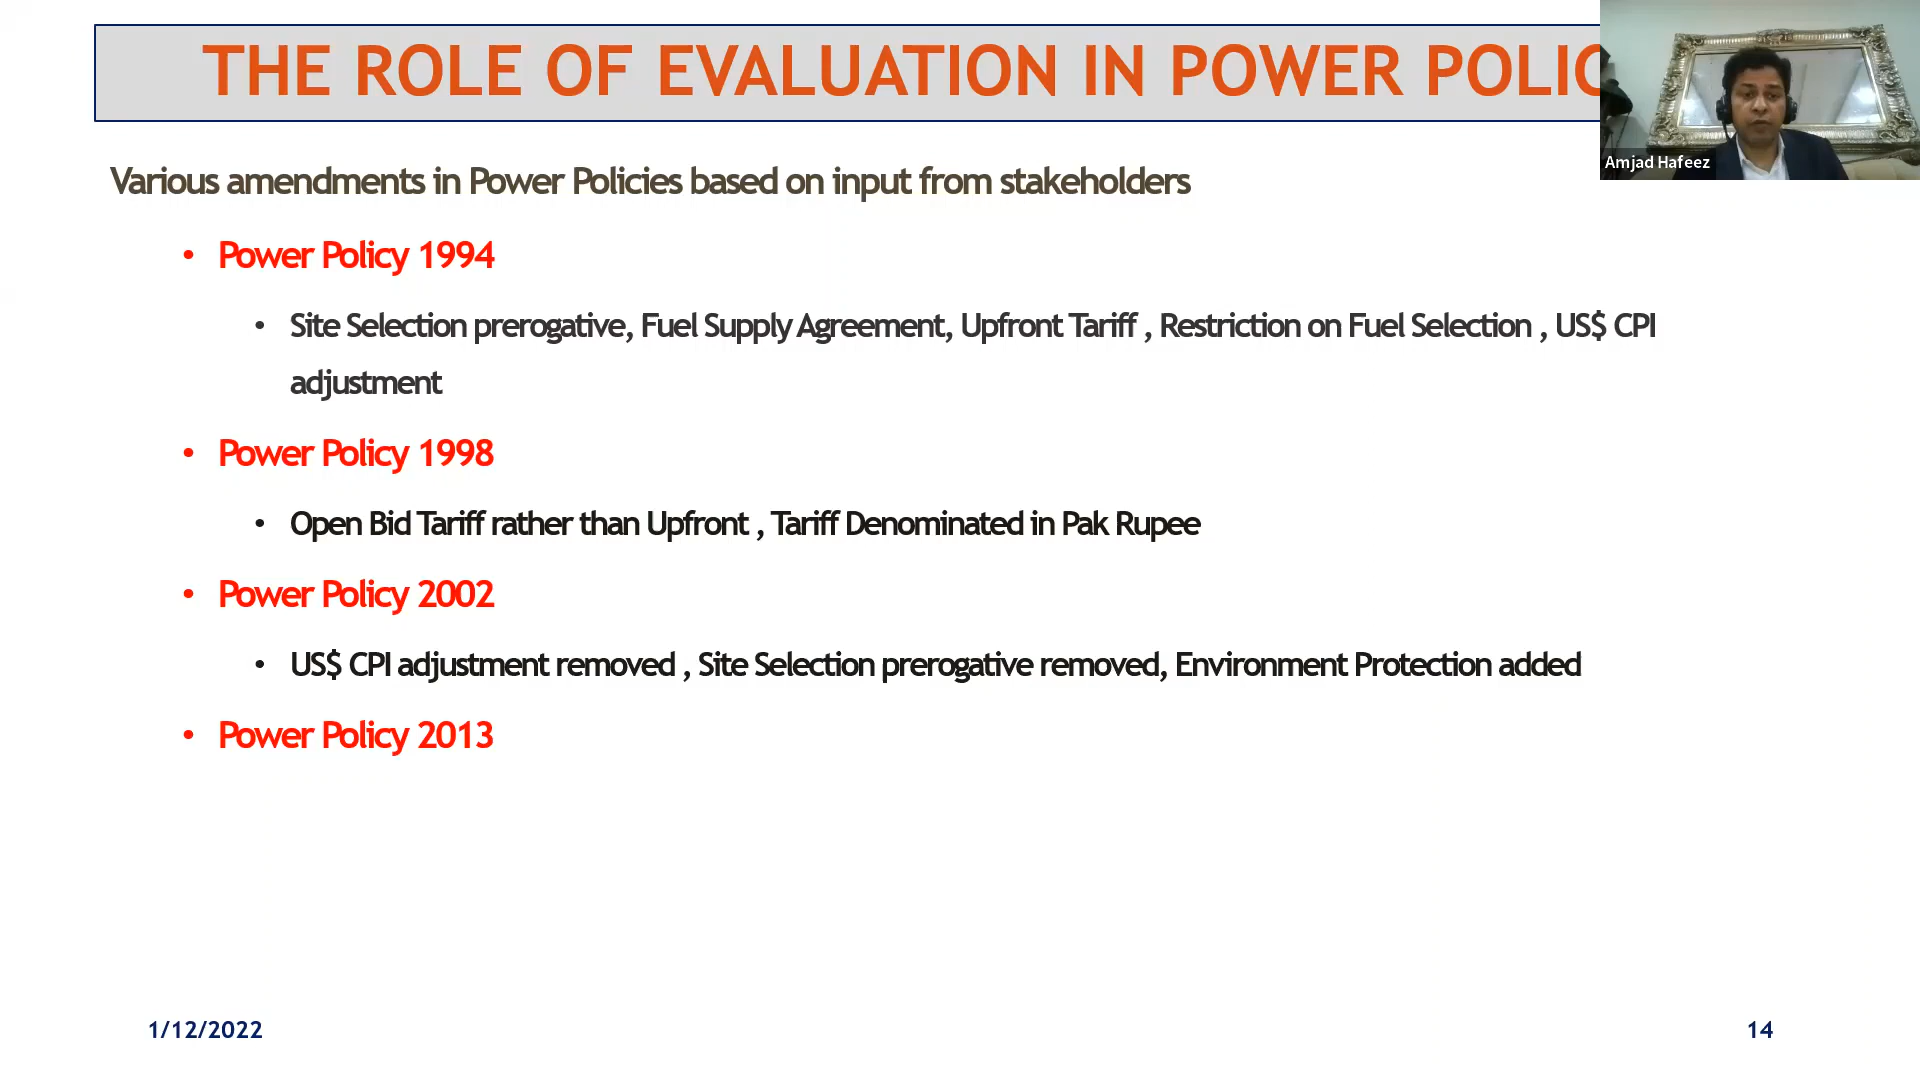 THE ROLE OF EVALUATION IN POWER
Amjad Hafeez
Various amendments in Power Policies based on input from stakeholders
• Power Policy 1994
• Site Selection prerogative, Fuel Supply Agreement, Upfront Tariff , Restriction on Fuel Selection , US$ CPI
adjustment
• Power Policy 1998
• Open Bid Tariff rather than Upfront , Tariff Denominated in Pak Rupee
• Power Policy 2002
• US$ CPI adjustment removed , Site Selection prerogative removed, Environment Protection added
• Power Policy 2013
1/12/2022
14